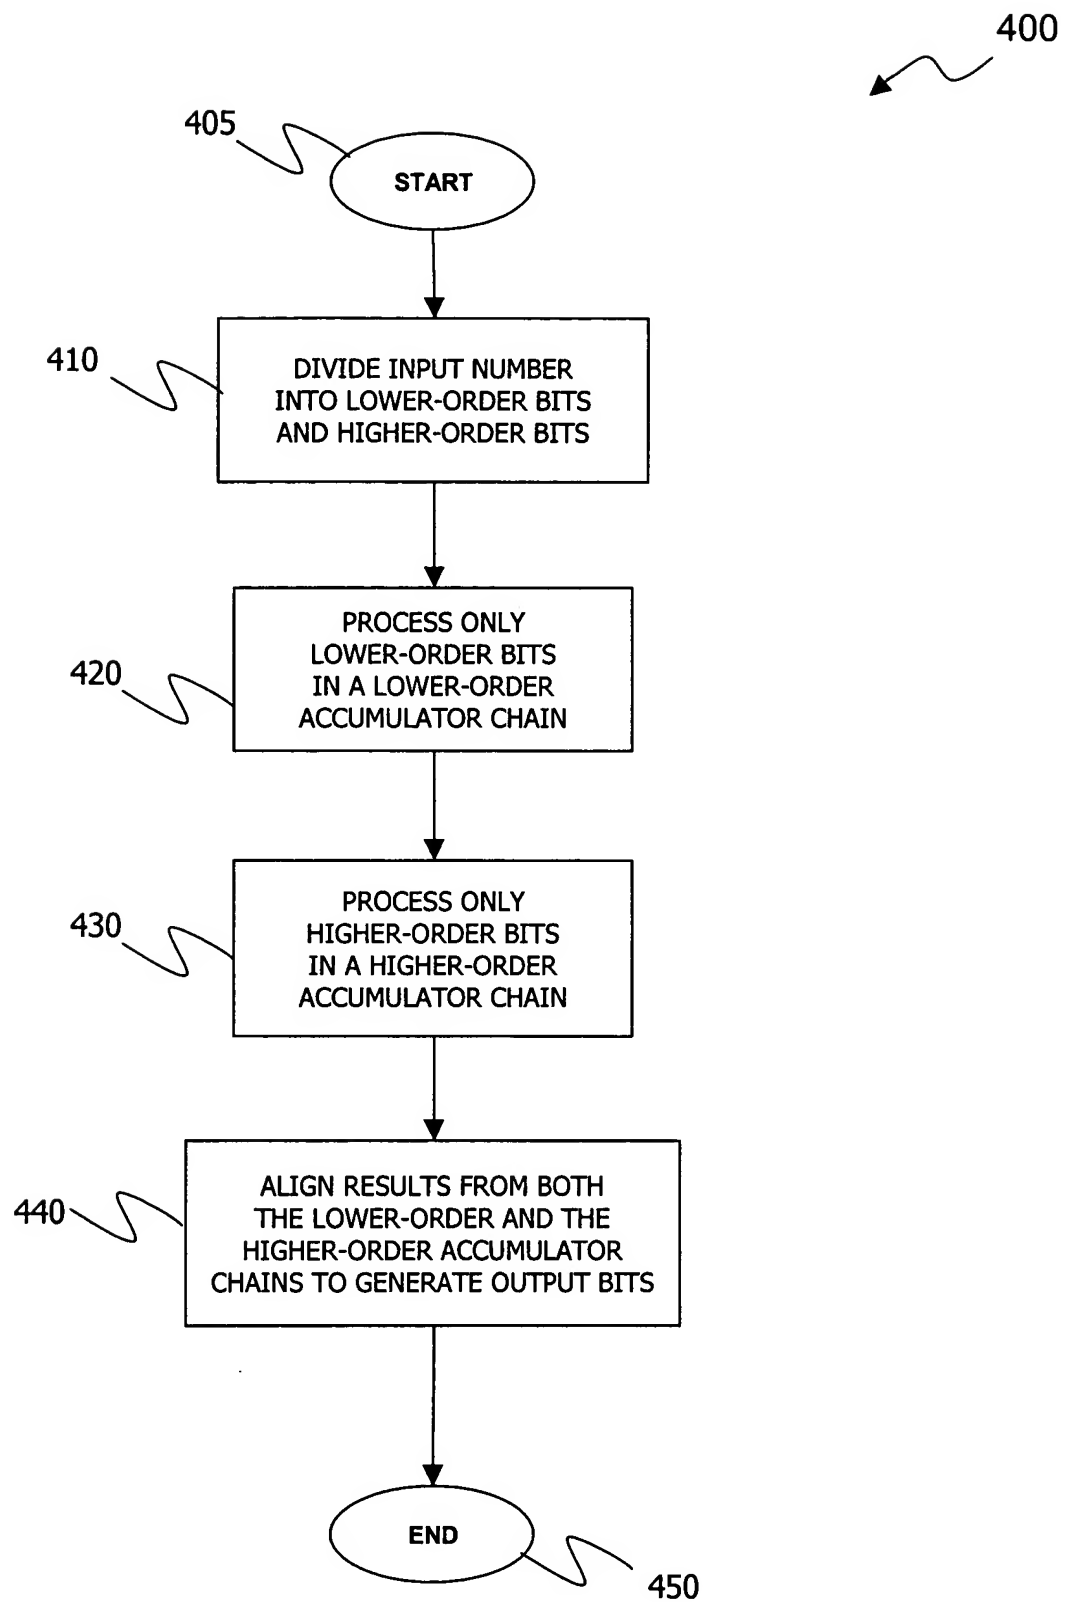 400
405
START
410
DIVIDE INPUT NUMBER
INTO LOWER-ORDER BITS
AND HIGHER-ORDER BITS
420
PROCESS ONLY
LOWER-ORDER BITS
IN A LOWER-ORDER
ACCUMULATOR CHAIN
430
PROCESS ONLY
HIGHER-ORDER BITS
IN A HIGHER-ORDER
ACCUMULATOR CHAIN
440
ALIGN RESULTS FROM BOTH
THE LOWER-ORDER AND THE
HIGHER-ORDER ACCUMULATOR
CHAINS TO GENERATE OUTPUT BITS
END
450